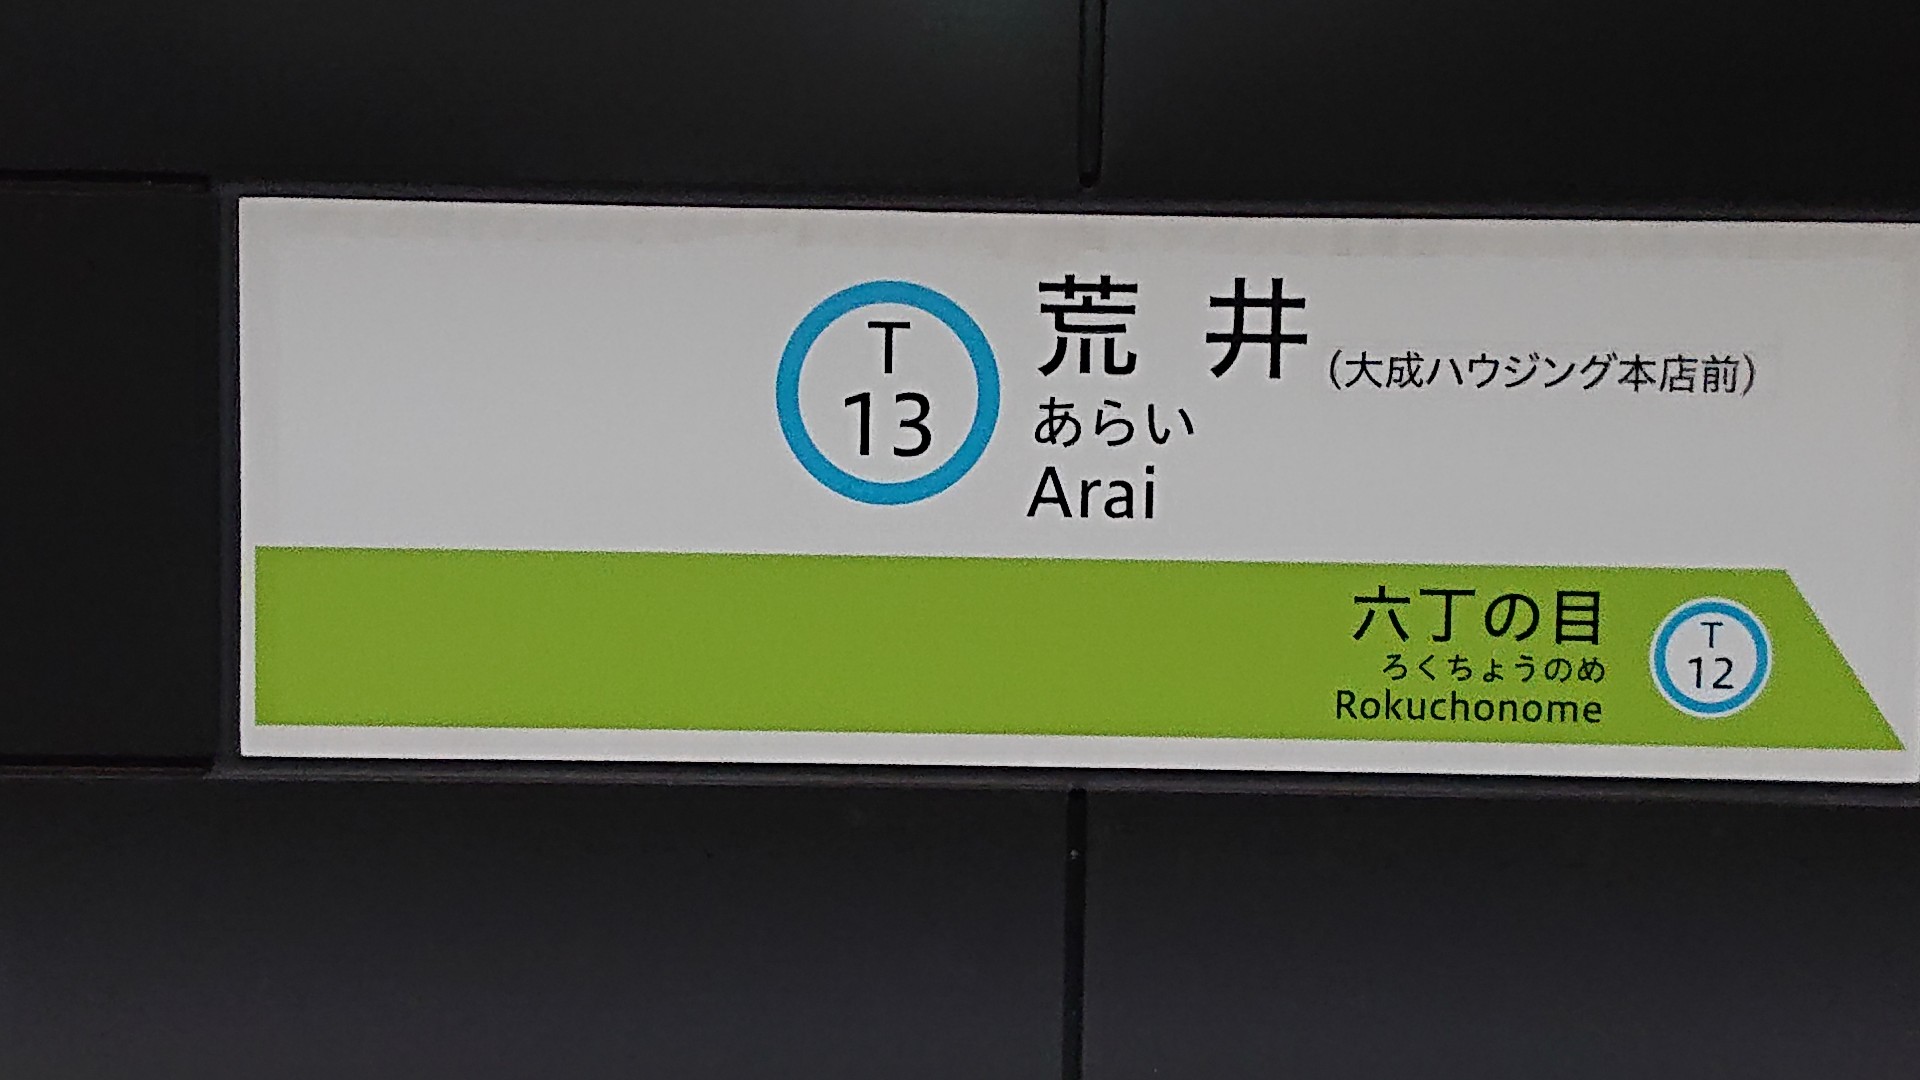 T
13
荒井
(大成ハウジング本店前)
あらい
Arai
六丁の目
ろくちょうのめ
Rokuchonome
T
12